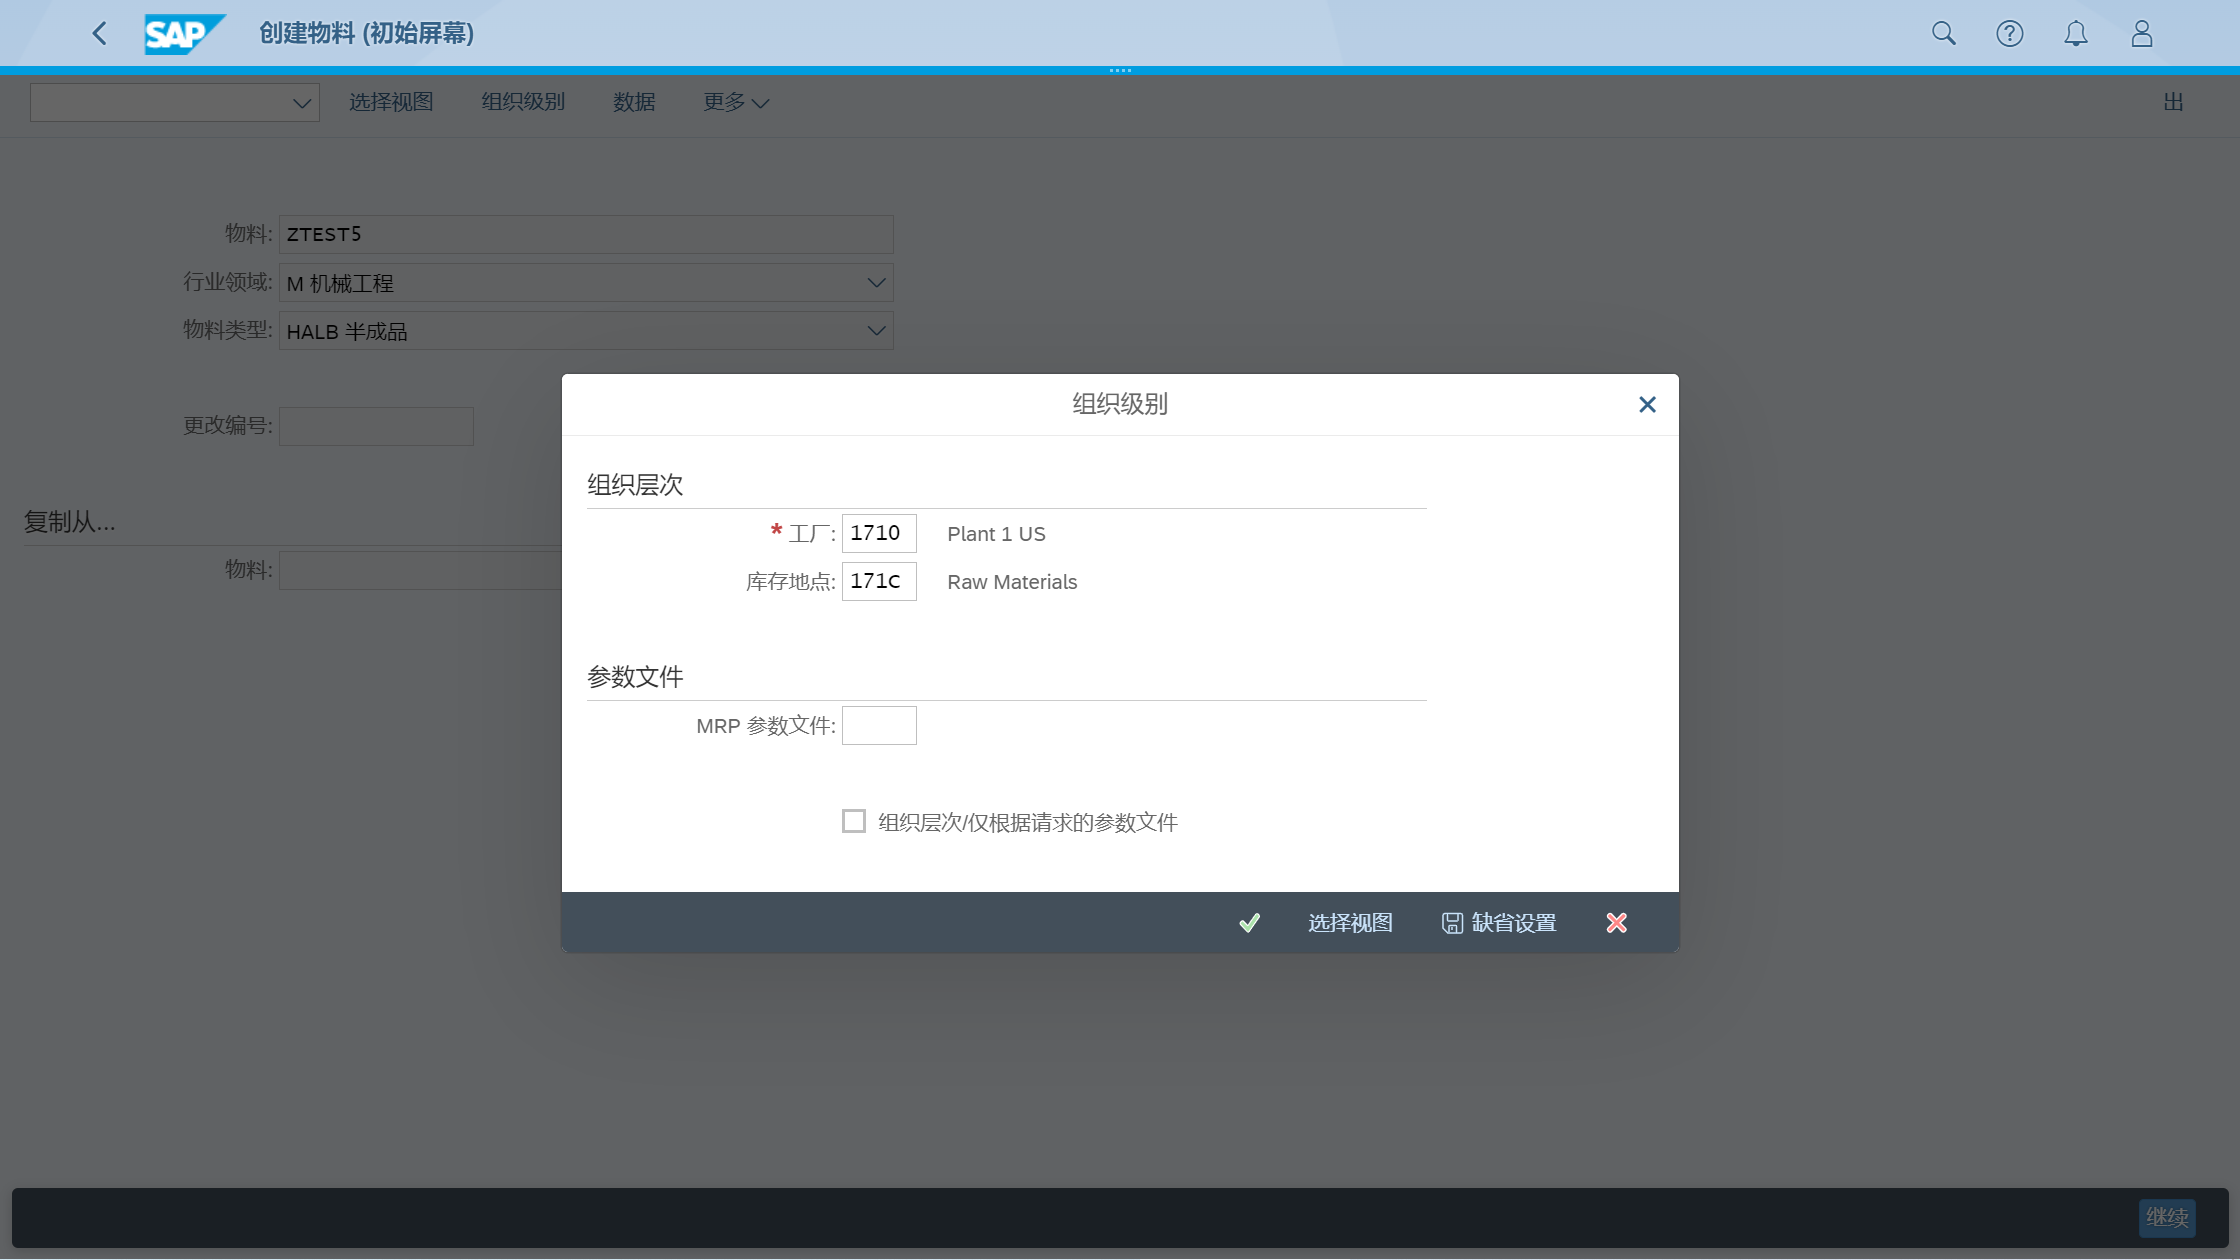 SAP 创建物料 (初始屏幕)
选择视图 组织级别 数据 更多 出
物料: ZTEST5
行业领域: M 机械工程
物料类型: HALB 半成品
更改编号:
复制从...
物料:
组织级别
组织层次
* 工厂: 1710 Plant 1 US
库存地点: 171C Raw Materials
参数文件
MRP 参数文件:
组织层次/仅根据请求的参数文件
选择视图 缺省设置
继续